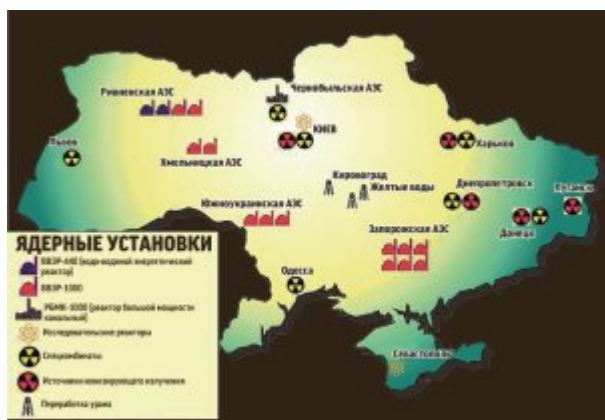 Ривненская АЭС
Чернобыльская АЭС
КИЕВ
Львов
Хмельницкая АЭС
Харьков
Кировоград
Желтые воды
Днепропетровск
Луганск
Южноукраинская АЭС
Запорожская АЭС
Донецк
Одесса
Севастополь
ЯДЕРНЫЕ УСТАНОВКИ
ВВЭР-440 (водо-водяной энергетический
реактор)
ВВЭР-1000
РБМК-1000 (реактор большой мощности
канальный)
Исследовательские реакторы
Спецкомбинаты
Источники ионизирующего излучения
Переработка урана